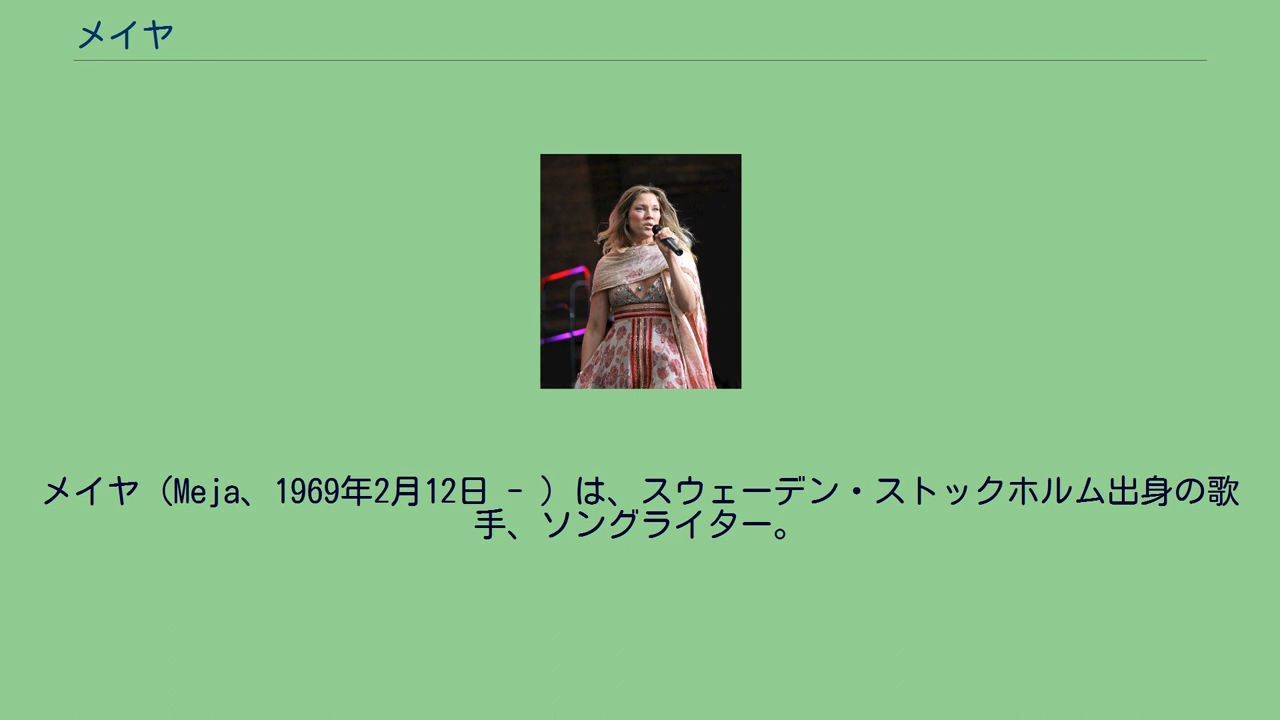 メイヤ
メイヤ（Meja、1969年2月12日 - ）は、スウェーデン・ストックホルム出身の歌
手、ソングライター。